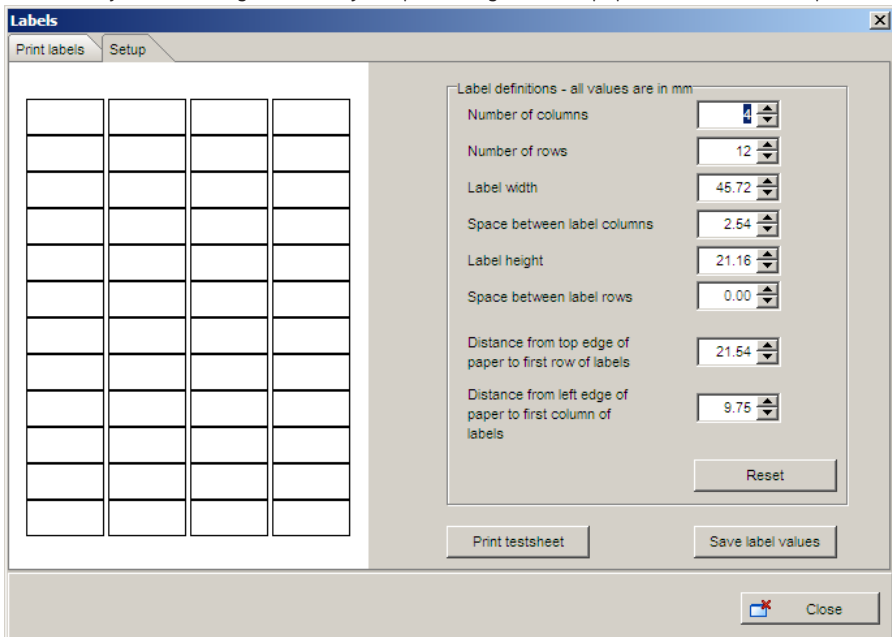 Labels
Print labels
Setup
Label definitions - all values are in mm
Number of columns
4
Number of rows
12
Label width
45.72
Space between label columns
2.54
Label height
21.16
Space between label rows
0.00
Distance from top edge of
paper to first row of labels
21.54
Distance from left edge of
paper to first column of
labels
9.75
Reset
Print testsheet
Save label values
Close